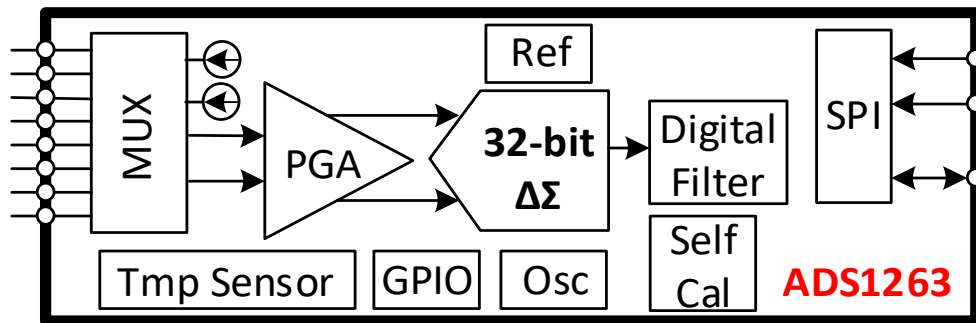 Ref
MUX
PGA
32-bit
ΔΣ
Digital
Filter
SPI
Tmp Sensor
GPIO
Osc
Self
Cal
ADS1263